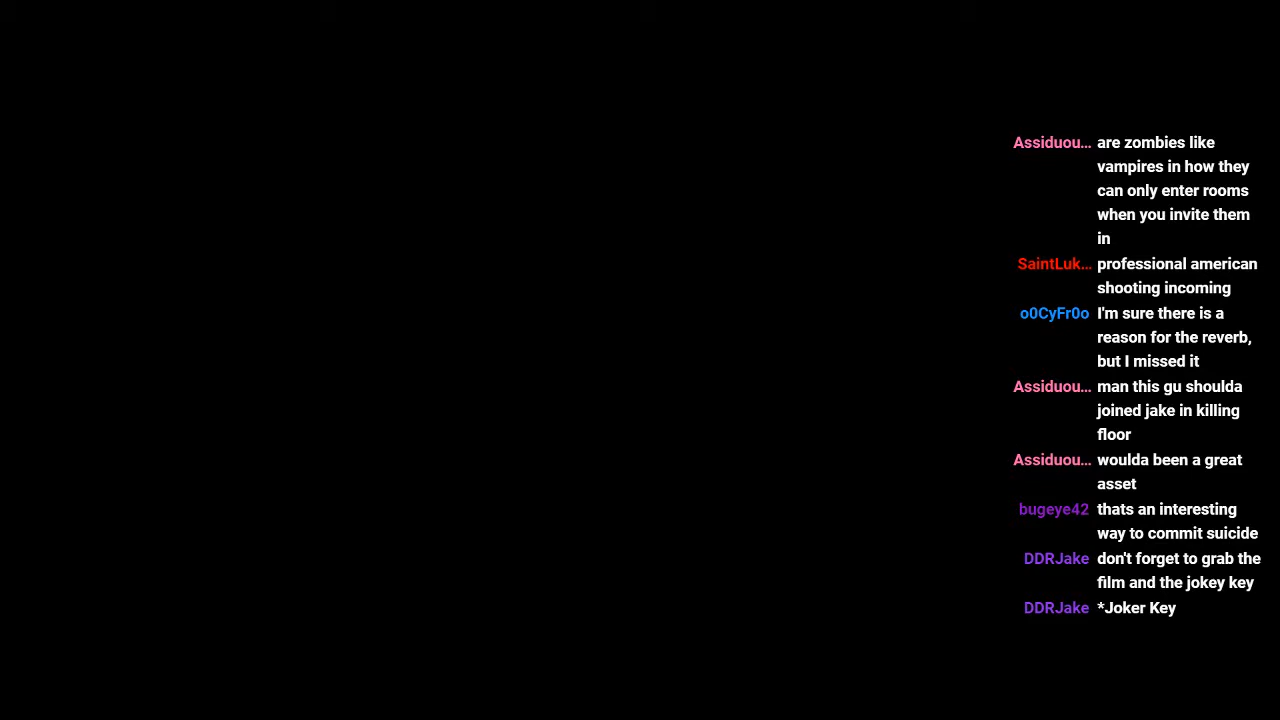 Assiduou… are zombies like
vampires in how they
can only enter rooms
when you invite them
in
SaintLuk… professional american
shooting incoming
o0CyFr0o I'm sure there is a
reason for the reverb,
but I missed it
Assiduou… man this gu shoulda
joined jake in killing
floor
Assiduou… woulda been a great
asset
bugeye42 thats an interesting
way to commit suicide
DDRJake don't forget to grab the
film and the jokey key
DDRJake *Joker Key